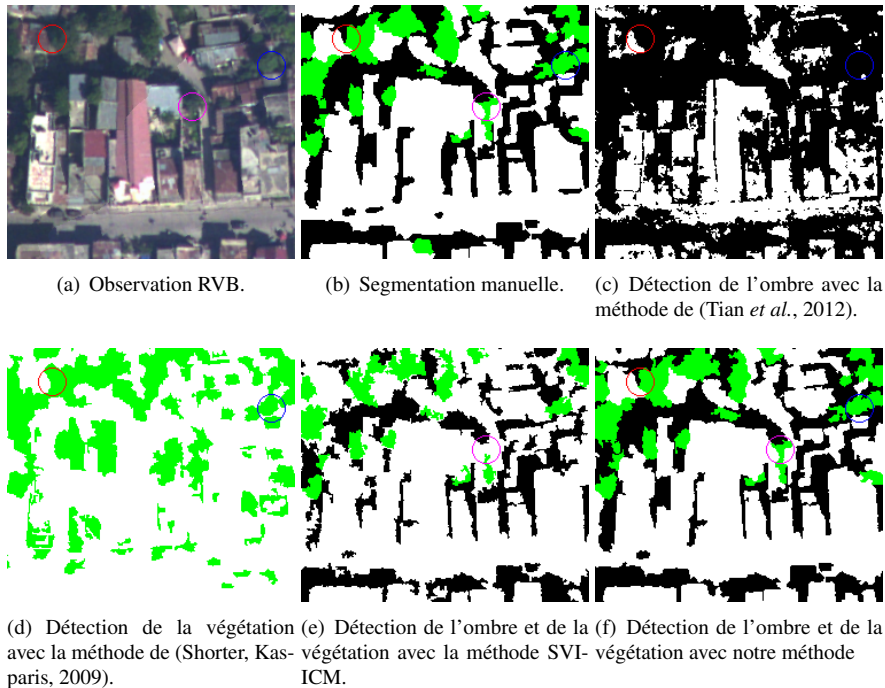 (a) Observation RVB.
(b) Segmentation manuelle.
(c) Détection de l'ombre avec la
méthode de (Tian et al., 2012).
(d) Détection de la végétation
avec la méthode de (Shorter, Kas-
paris, 2009).
(e) Détection de l'ombre et de la
végétation avec la méthode SVI-
ICM.
(f) Détection de l'ombre et de la
végétation avec notre méthode